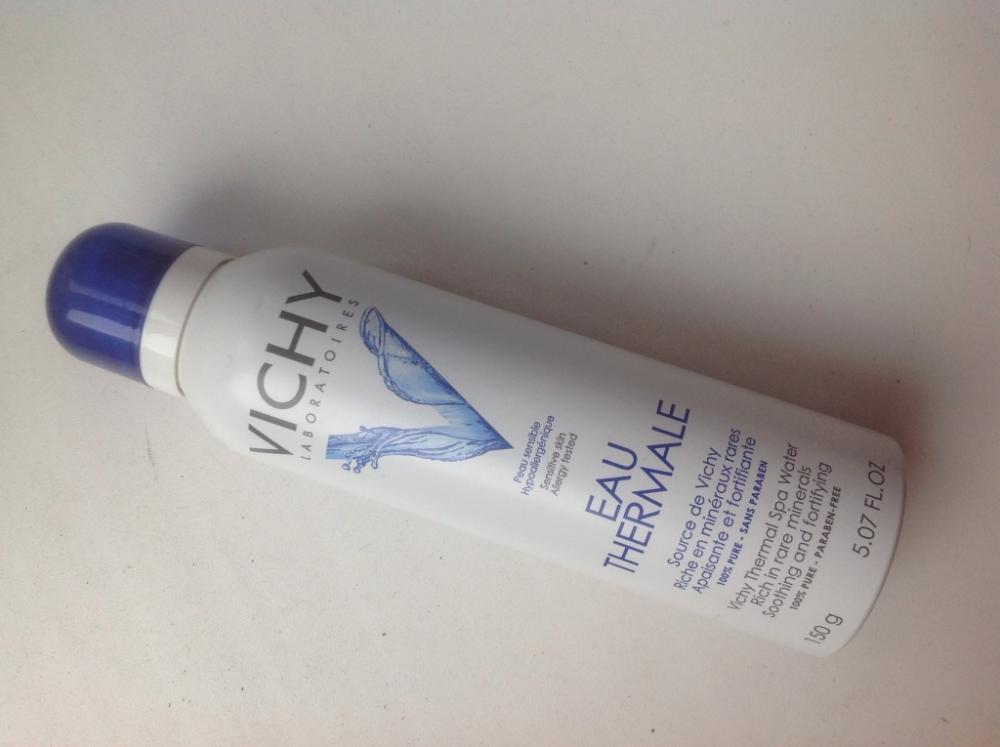 VICHY
LABORATOIRES
Peau sensible
Hypoallergénique
Sensitive skin
Allergy tested
EAU
THERMALE
Source de Vichy
Riche en minéraux rares
Apaisante et fortifiante
100% PURE - SANS PARABEN
Vichy Thermal Spa Water
Rich in rare minerals
Soothing and fortifying
100% PURE - PARABEN-FREE
150 g 5.07 FL.OZ